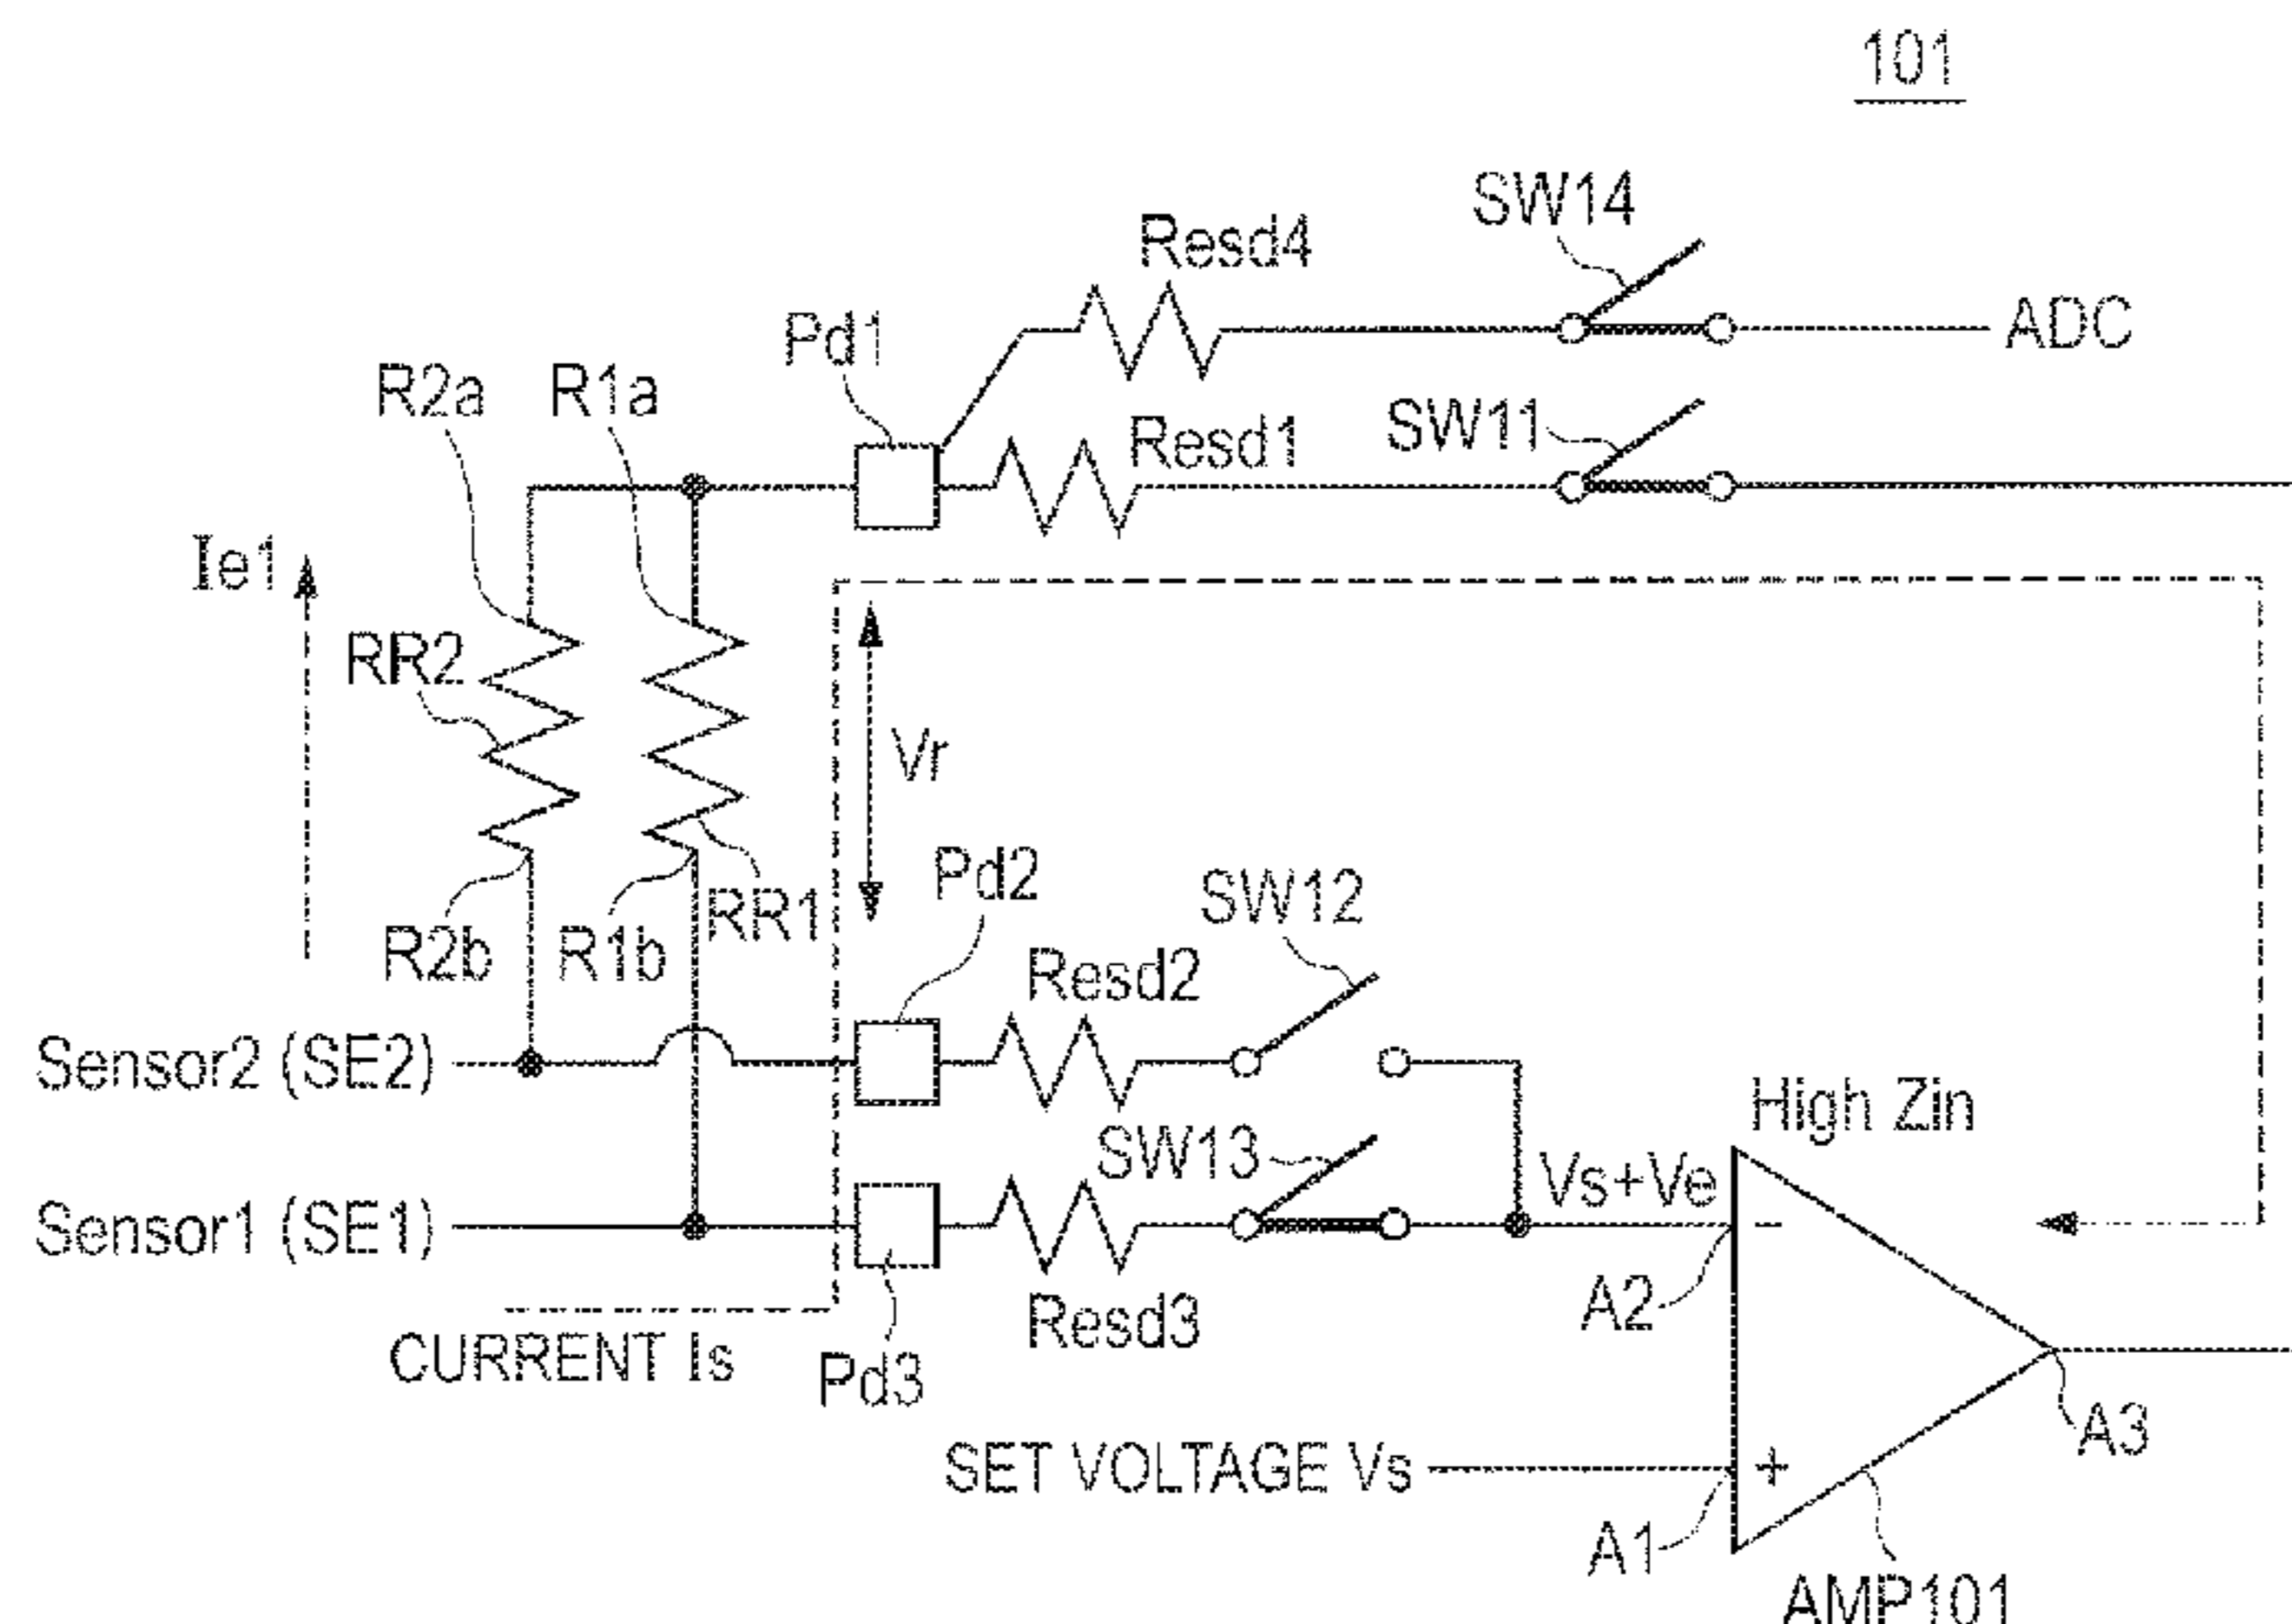 101
SW14
Resd4
ADC
Pd1
R2a
R1a
Resd1
SW11
Ie1
RR2
Vr
Pd2
SW12
RR1
R2b
R1b
Resd2
Sensor2 (SE2)
High Zin
SW13
Vs+Ve
Sensor1 (SE1)
−
A2
Resd3
CURRENT Is
Pd3
A3
SET VOLTAGE Vs
+
A1
AMP101